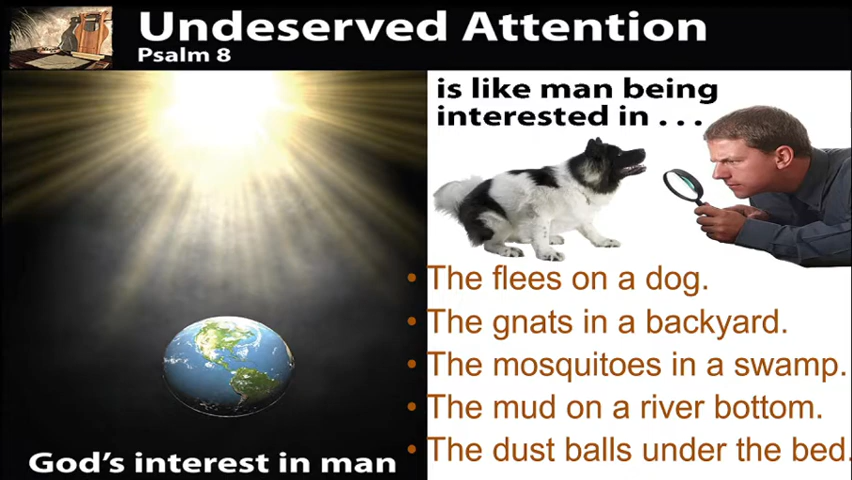 Undeserved Attention
Psalm 8
God's interest in man
is like man being
interested in . . .
• The flees on a dog.
• The gnats in a backyard.
• The mosquitoes in a swamp.
• The mud on a river bottom.
• The dust balls under the bed.